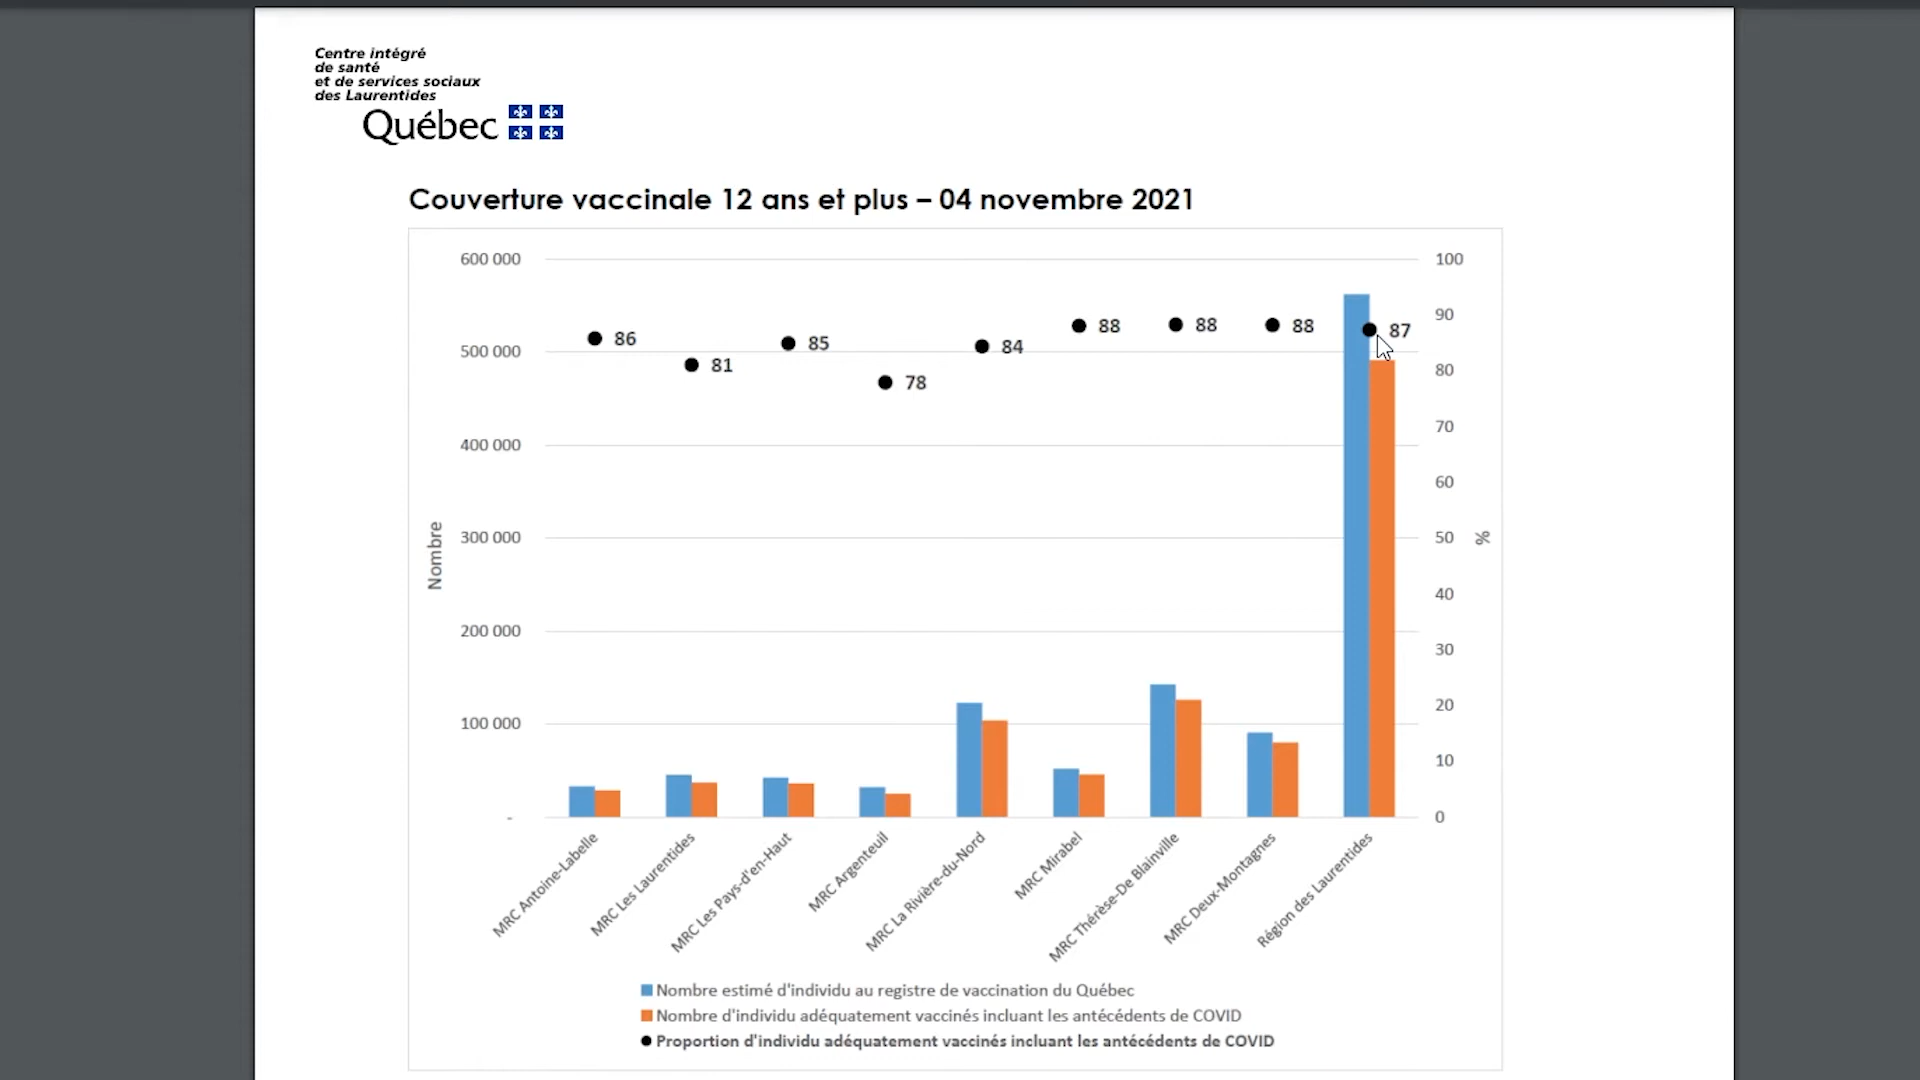 Centre intégré
de santé
et de services sociaux
des Laurentides
Québec
Couverture vaccinale 12 ans et plus – 04 novembre 2021
600 000
500 000
400 000
300 000
200 000
100 000
-
Nombre
100
90
80
70
60
50
40
30
20
10
0
%
86
81
85
78
84
88
88
88
87
MRC Antoine-Labelle
MRC Les Laurentides
MRC Les Pays-d'en-Haut
MRC Argenteuil
MRC La Rivière-du-Nord
MRC Mirabel
MRC Thérèse-De Blainville
MRC Deux-Montagnes
Région des Laurentides
Nombre estimé d'individu au registre de vaccination du Québec
Nombre d'individu adéquatement vaccinés incluant les antécédents de COVID
Proportion d'individu adéquatement vaccinés incluant les antécédents de COVID